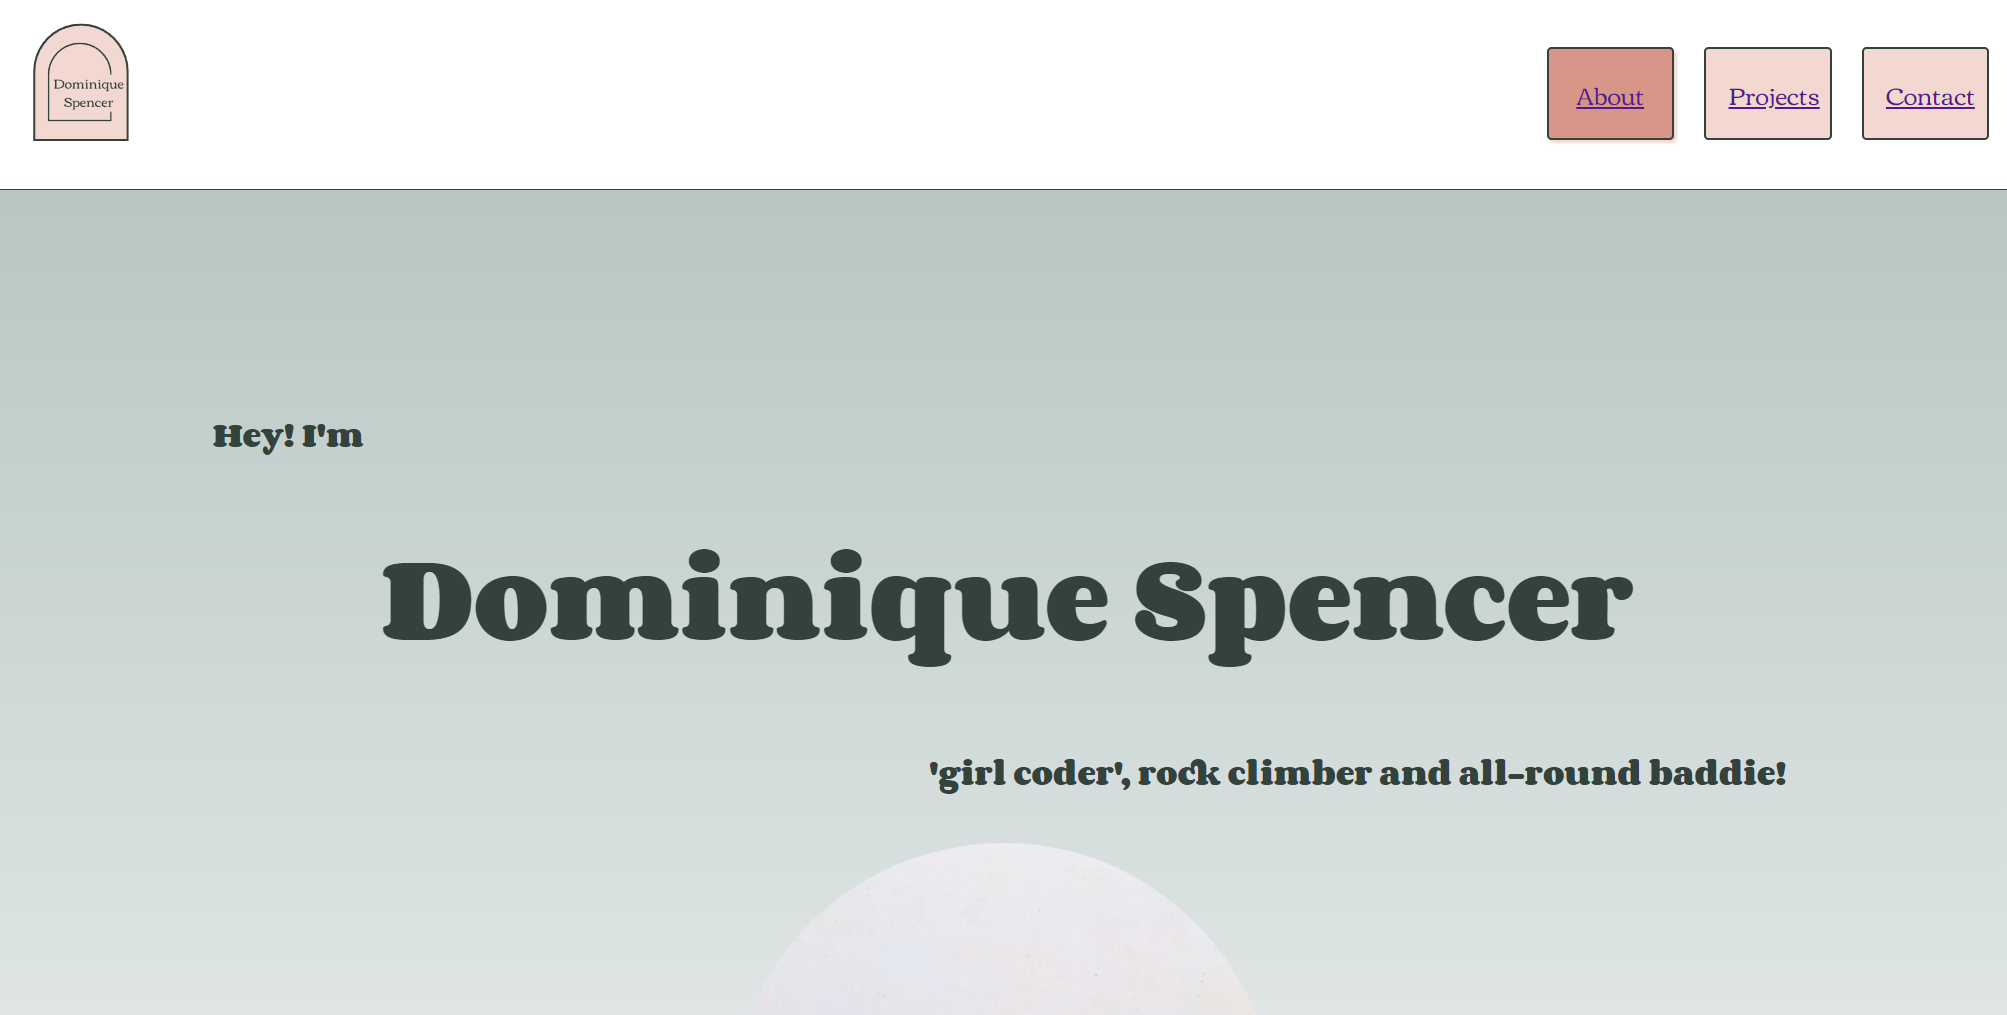 Dominique
Spencer
About
Projects
Contact
Hey! I'm
Dominique Spencer
'girl coder', rock climber and all-round baddie!